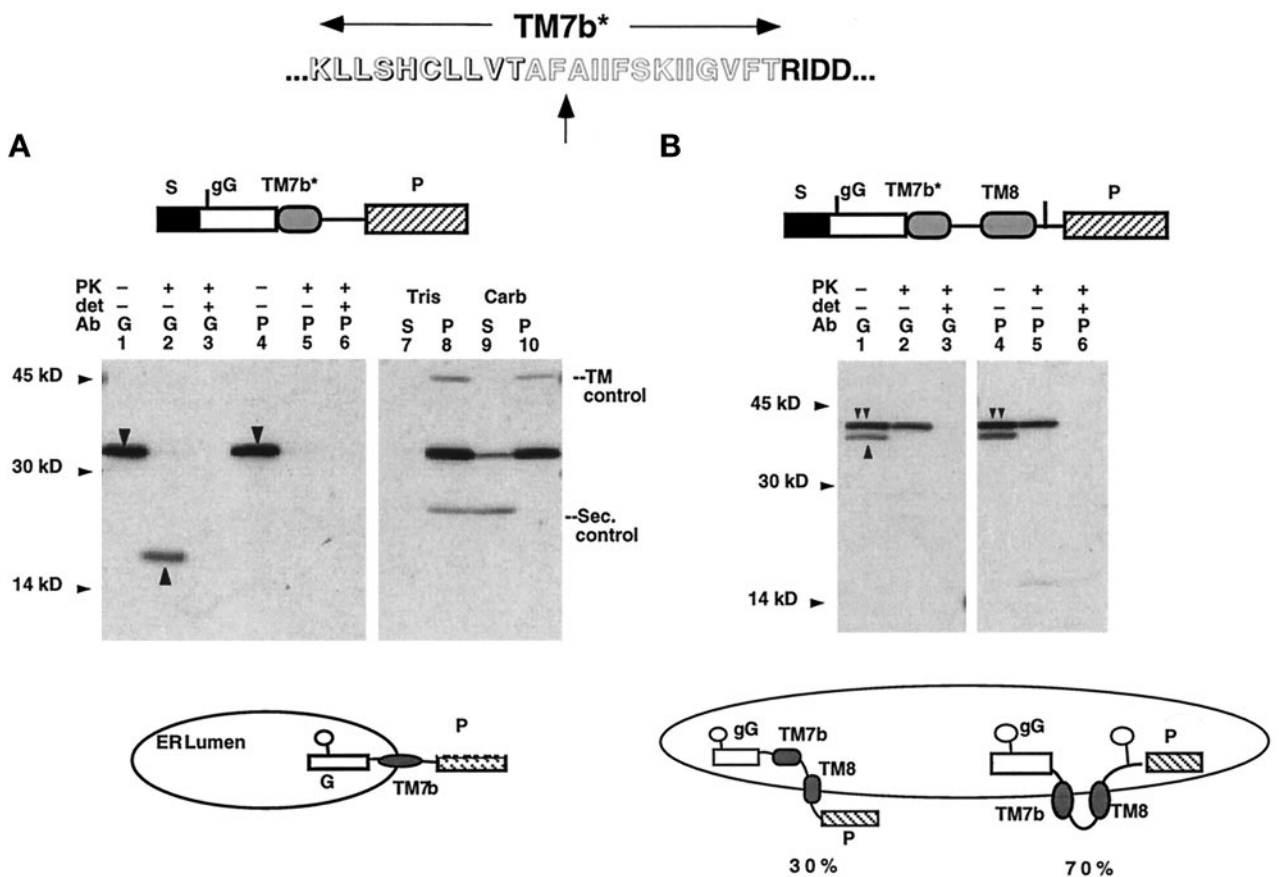 TM7b*
...KLLSHCLLVTAFAIIFSKIIGVFTRIDD...
A
S gG TM7b* P
PK – + + – + +
det – – + – – +
Ab G G G P P P
1 2 3 4 5 6
Tris Carb
S P S P
7 8 9 10
45 kD
30 kD
14 kD
--TM
control
--Sec.
control
ER Lumen
G
TM7b
P
B
S gG TM7b* TM8 P
PK – + + – + +
det – – + – – +
Ab G G G P P P
1 2 3 4 5 6
45 kD
30 kD
14 kD
gG TM7b
TM8
P
30%
gG P
TM7b TM8
70%